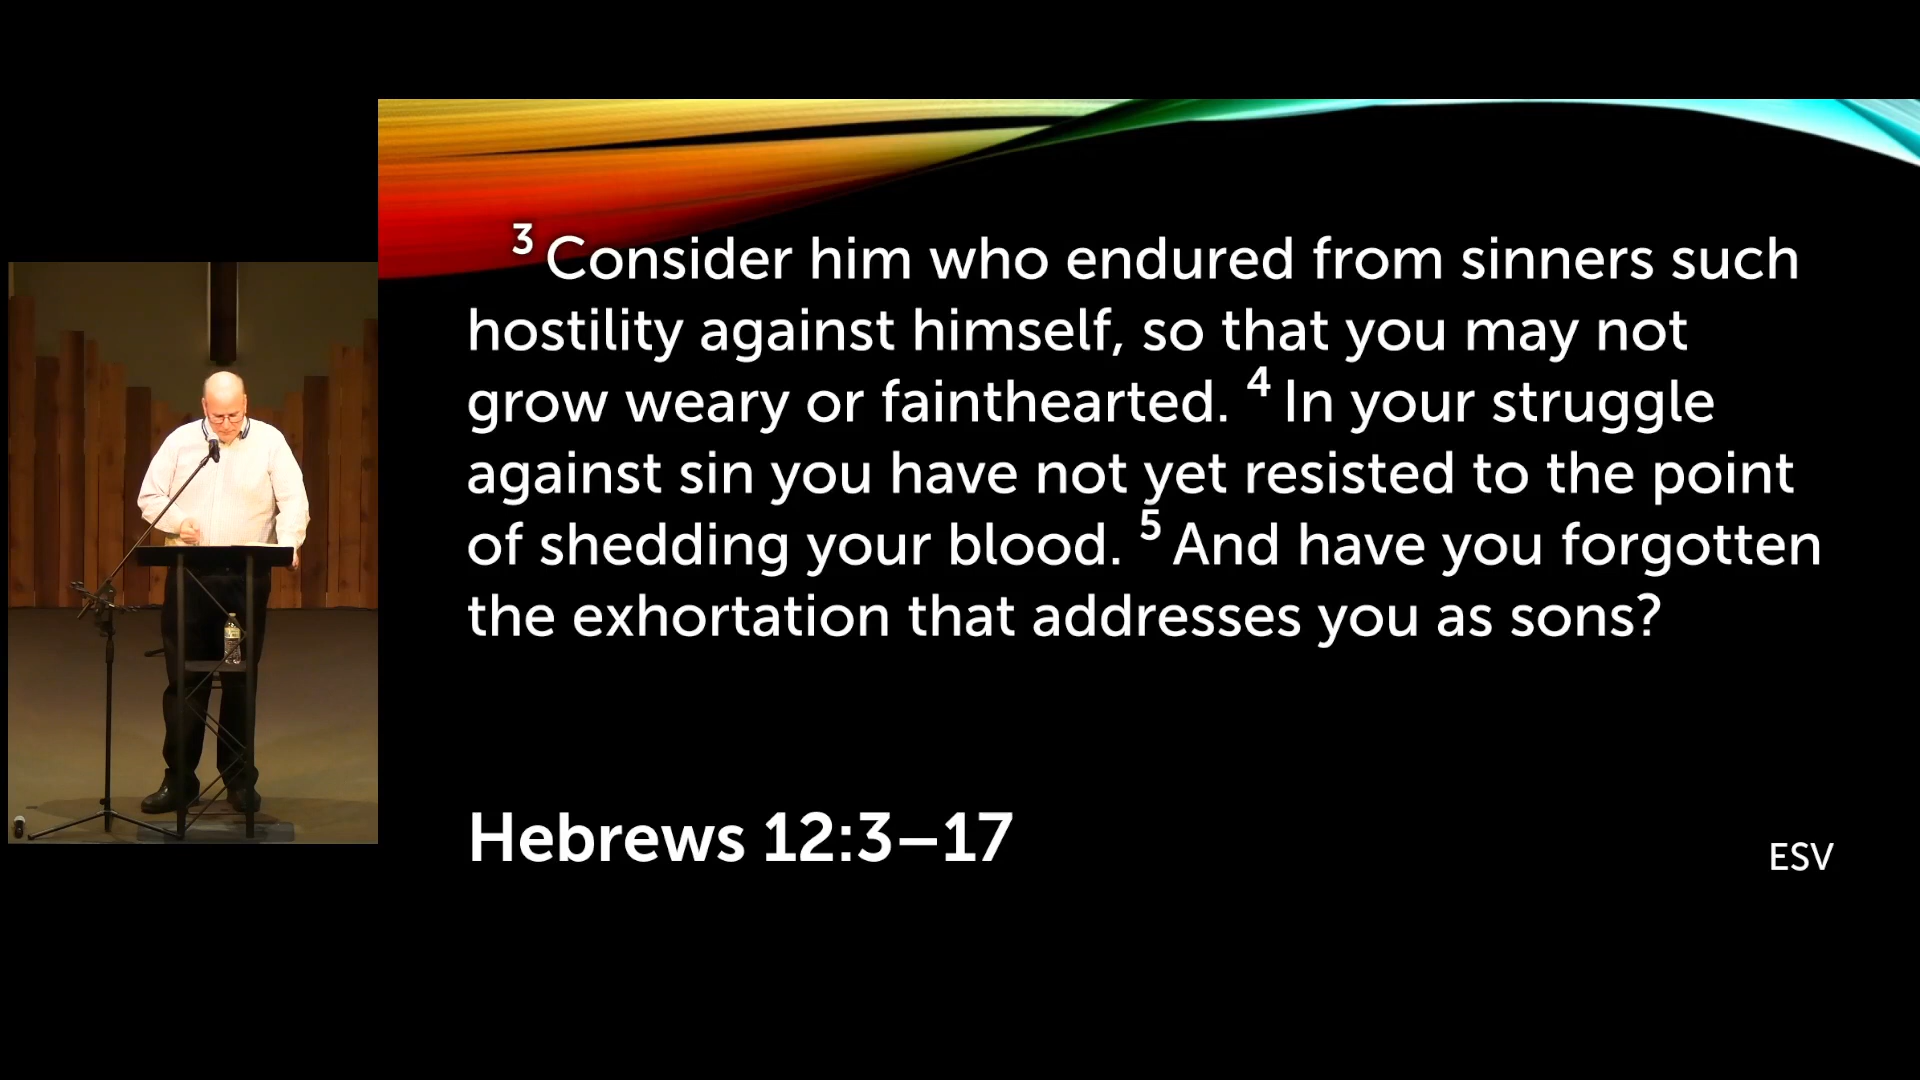 3 Consider him who endured from sinners such
hostility against himself, so that you may not
grow weary or fainthearted. 4 In your struggle
against sin you have not yet resisted to the point
of shedding your blood. 5 And have you forgotten
the exhortation that addresses you as sons?
Hebrews 12:3–17
ESV